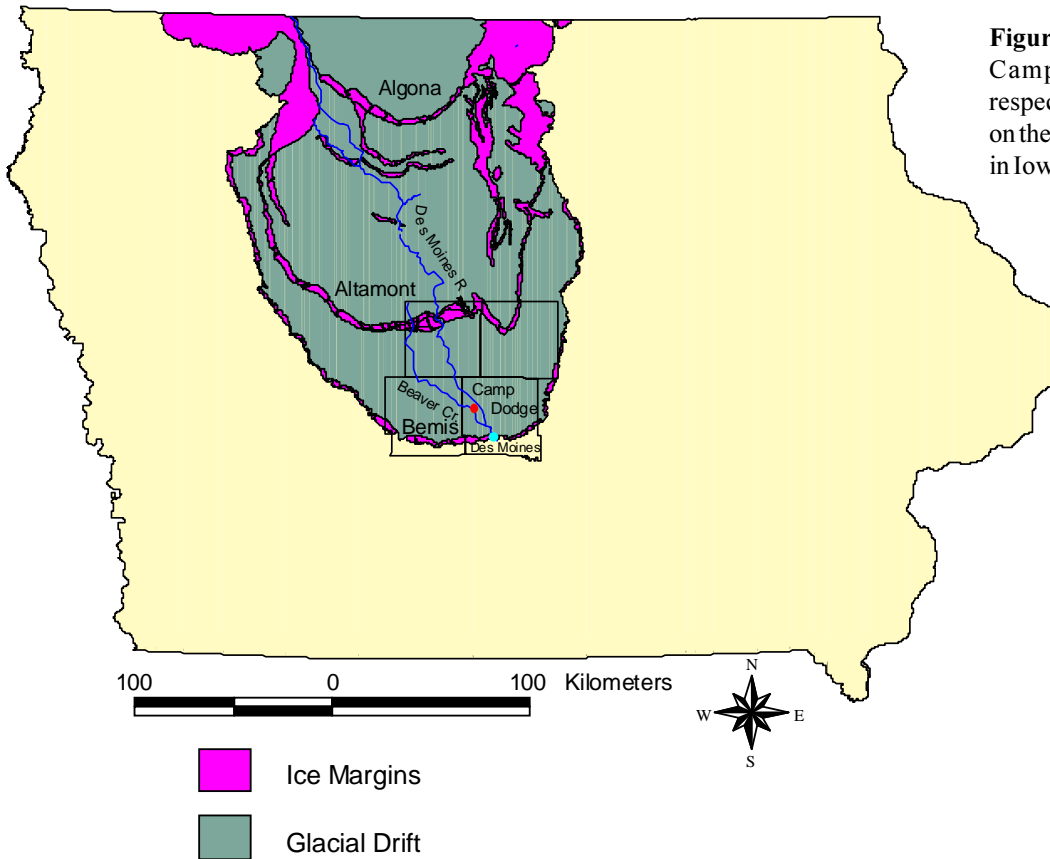 Figur
Camp
respec
on the
in Iow
Algona
Des Moines R
Altamont
Beaver Cr.
Camp
Dodge
Bemis
Des Moines
100 0 100 Kilometers
N
W E
S
Ice Margins
Glacial Drift